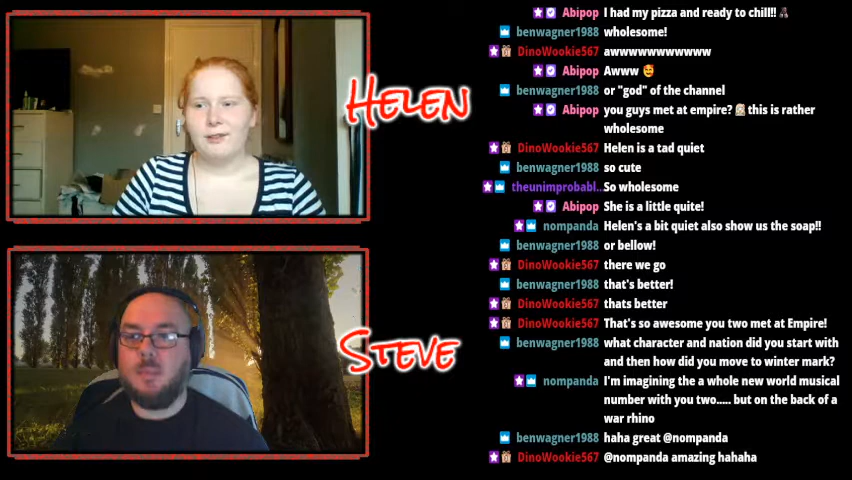 Helen
Steve
Abipop I had my pizza and ready to chill!!
benwagner1988 wholesome!
DinoWookie567 awwwwwwwwwww
Abipop Awww
benwagner1988 or "god" of the channel
Abipop you guys met at empire? this is rather
wholesome
DinoWookie567 Helen is a tad quiet
benwagner1988 so cute
theunimprobabl... So wholesome
Abipop She is a little quite!
nompanda Helen's a bit quiet also show us the soap!!
benwagner1988 or bellow!
DinoWookie567 there we go
benwagner1988 that's better!
DinoWookie567 thats better
DinoWookie567 That's so awesome you two met at Empire!
benwagner1988 what character and nation did you start with
and then how did you move to winter mark?
nompanda I'm imagining the a whole new world musical
number with you two..... but on the back of a
war rhino
benwagner1988 haha great @nompanda
DinoWookie567 @nompanda amazing hahaha